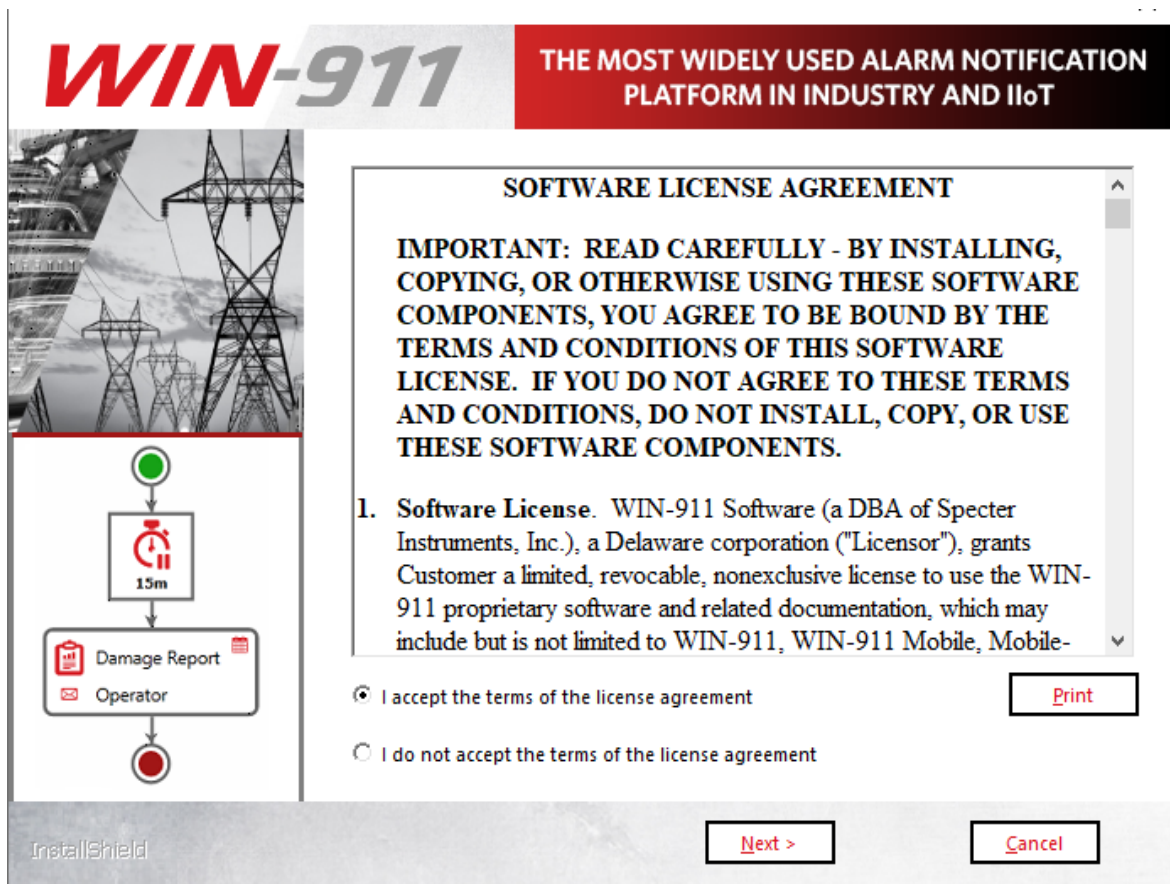 WIN-911
THE MOST WIDELY USED ALARM NOTIFICATION
PLATFORM IN INDUSTRY AND IIoT
SOFTWARE LICENSE AGREEMENT
IMPORTANT: READ CAREFULLY - BY INSTALLING,
COPYING, OR OTHERWISE USING THESE SOFTWARE
COMPONENTS, YOU AGREE TO BE BOUND BY THE
TERMS AND CONDITIONS OF THIS SOFTWARE
LICENSE. IF YOU DO NOT AGREE TO THESE TERMS
AND CONDITIONS, DO NOT INSTALL, COPY, OR USE
THESE SOFTWARE COMPONENTS.
1. Software License. WIN-911 Software (a DBA of Specter
Instruments, Inc.), a Delaware corporation ("Licensor"), grants
Customer a limited, revocable, nonexclusive license to use the WIN-
911 proprietary software and related documentation, which may
include but is not limited to WIN-911, WIN-911 Mobile, Mobile-
15m
Damage Report
Operator
I accept the terms of the license agreement
Print
I do not accept the terms of the license agreement
InstallShield
Next >
Cancel